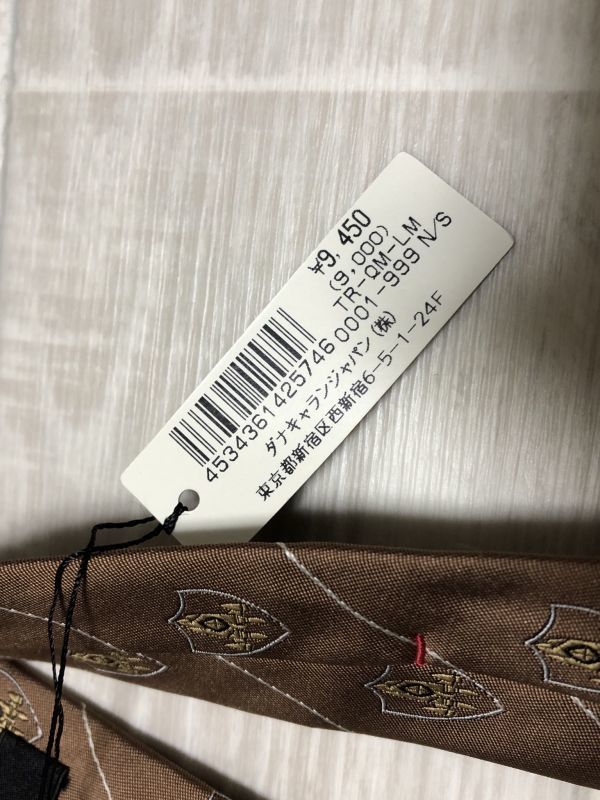 ¥9,450
(9,000)
TR-QM-LM
0001-999 N/S
4534361425746
ダナキャランジャパン(株)
東京都新宿区西新宿6-5-1-24F